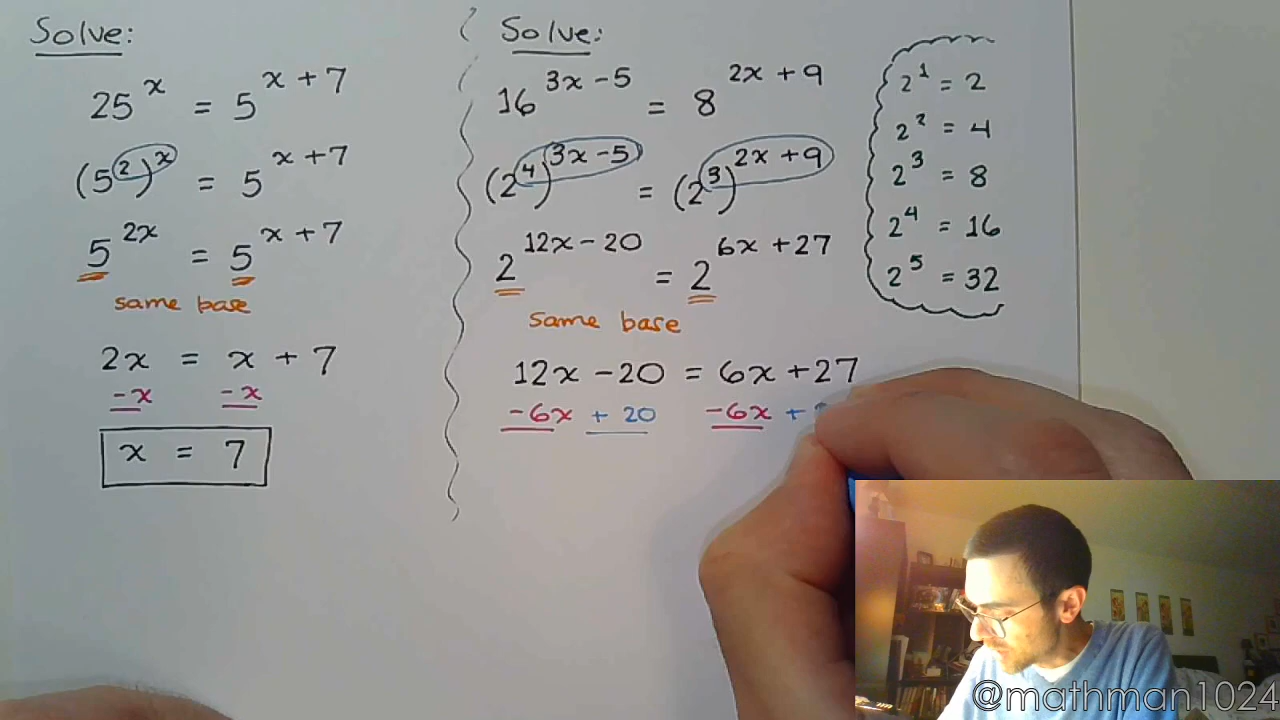 Solve:
25^x = 5^(x + 7)
(5^2)^x = 5^(x + 7)
5^(2x) = 5^(x + 7)
same base
2x = x + 7
-x -x
x = 7
Solve:
16^(3x - 5) = 8^(2x + 9)
(2^4)^(3x - 5) = (2^3)^(2x + 9)
2^(12x - 20) = 2^(6x + 27)
same base
12x - 20 = 6x + 27
-6x + 20 -6x +
2^1 = 2
2^2 = 4
2^3 = 8
2^4 = 16
2^5 = 32
@mathman1024